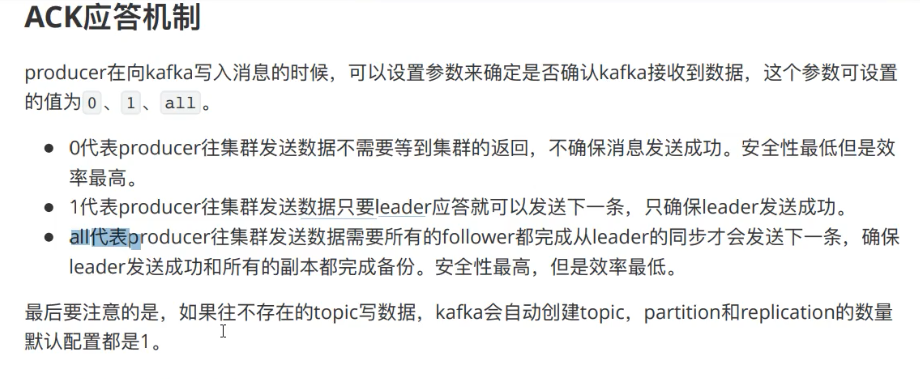 ACK应答机制
producer在向kafka写入消息的时候，可以设置参数来确定是否确认kafka接收到数据，这个参数可设置
的值为 0 、 1 、 all 。
0代表producer往集群发送数据不需要等到集群的返回，不确保消息发送成功。安全性最低但是效
率最高。
1代表producer往集群发送数据只要leader应答就可以发送下一条，只确保leader发送成功。
all代表producer往集群发送数据需要所有的follower都完成从leader的同步才会发送下一条，确保
leader发送成功和所有的副本都完成备份。安全性最高，但是效率最低。
最后要注意的是，如果往不存在的topic写数据，kafka会自动创建topic，partition和replication的数量
默认配置都是1。